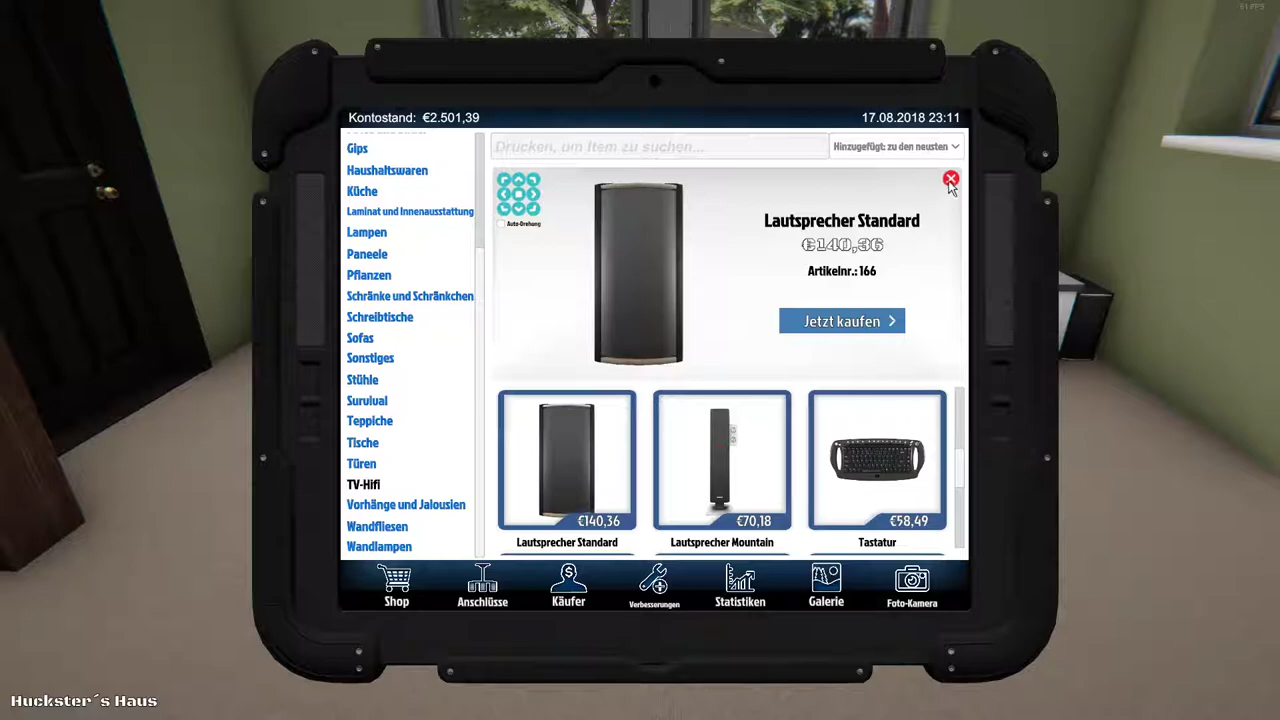 61 FPS
Kontostand: €2.501,39
17.08.2018 23:11
Gips
Haushaltswaren
Küche
Laminat und Innenausstattung
Lampen
Paneele
Pflanzen
Schränke und Schränkchen
Schreibtische
Sofas
Sonstiges
Stühle
Survival
Teppiche
Tische
Türen
TV-Hifi
Vorhänge und Jalousien
Wandfliesen
Wandlampen
Drücken, um Item zu suchen...
Hinzugefügt: zu den neusten
Auto-Drehung
Lautsprecher Standard
€140,36
Artikelnr.: 166
Jetzt kaufen
€140,36
Lautsprecher Standard
€70,18
Lautsprecher Mountain
€58,49
Tastatur
Shop
Anschlüsse
Käufer
Verbesserungen
Statistiken
Galerie
Foto-Kamera
Huckster´s Haus